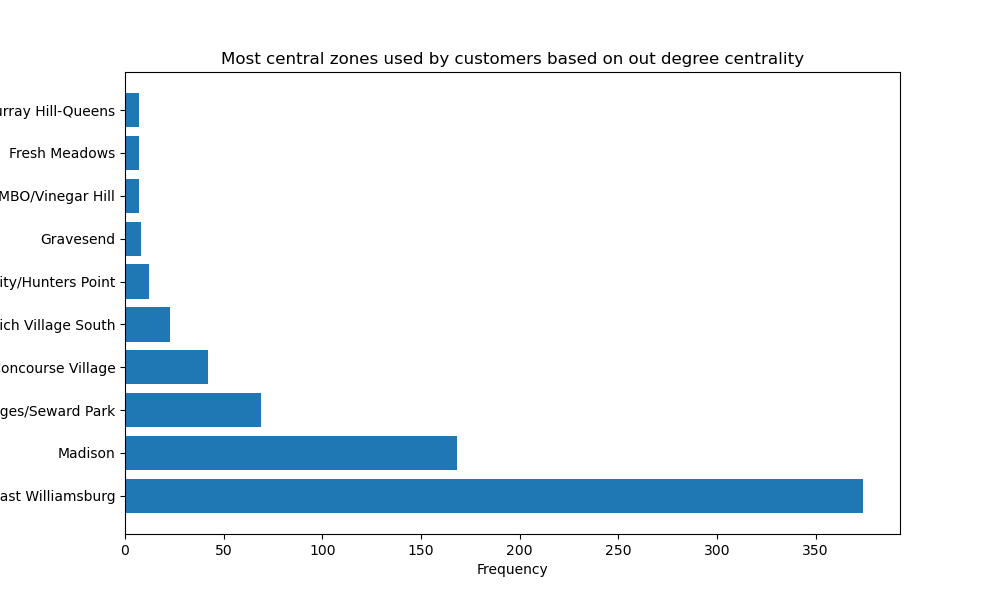 Most central zones used by customers based on out degree centrality
urray Hill-Queens
Fresh Meadows
MBO/Vinegar Hill
Gravesend
ity/Hunters Point
ich Village South
Concourse Village
ges/Seward Park
Madison
ast Williamsburg
0 50 100 150 200 250 300 350
Frequency